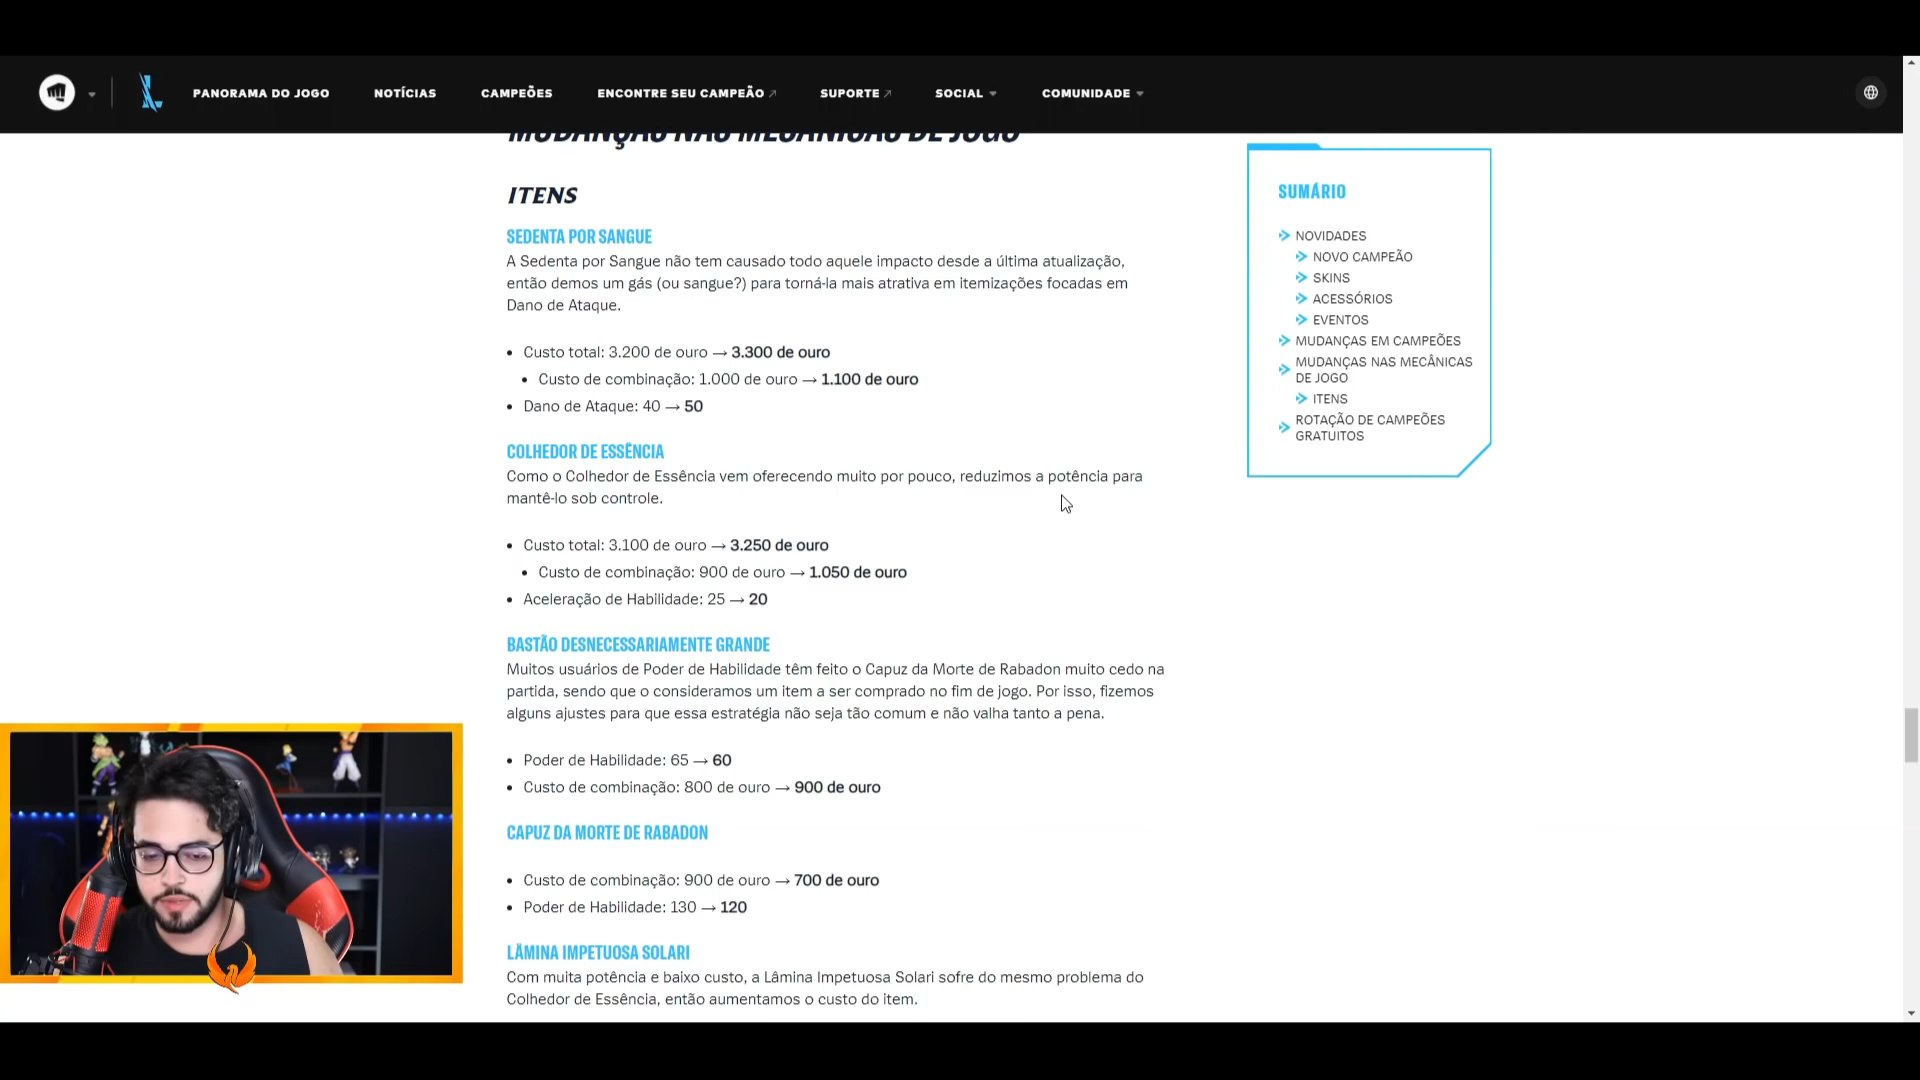 PANORAMA DO JOGO NOTÍCIAS CAMPEÕES ENCONTRE SEU CAMPEÃO SUPORTE SOCIAL COMUNIDADE
MUDANÇAS NAS MECÂNICAS DE JOGO
ITENS
SEDENTA POR SANGUE
A Sedenta por Sangue não tem causado todo aquele impacto desde a última atualização,
então demos um gás (ou sangue?) para torná-la mais atrativa em itemizações focadas em
Dano de Ataque.
• Custo total: 3.200 de ouro → 3.300 de ouro
• Custo de combinação: 1.000 de ouro → 1.100 de ouro
• Dano de Ataque: 40 → 50
COLHEDOR DE ESSÊNCIA
Como o Colhedor de Essência vem oferecendo muito por pouco, reduzimos a potência para
mantê-lo sob controle.
• Custo total: 3.100 de ouro → 3.250 de ouro
• Custo de combinação: 900 de ouro → 1.050 de ouro
• Aceleração de Habilidade: 25 → 20
BASTÃO DESNECESSARIAMENTE GRANDE
Muitos usuários de Poder de Habilidade têm feito o Capuz da Morte de Rabadon muito cedo na
partida, sendo que o consideramos um item a ser comprado no fim de jogo. Por isso, fizemos
alguns ajustes para que essa estratégia não seja tão comum e não valha tanto a pena.
• Poder de Habilidade: 65 → 60
• Custo de combinação: 800 de ouro → 900 de ouro
CAPUZ DA MORTE DE RABADON
• Custo de combinação: 900 de ouro → 700 de ouro
• Poder de Habilidade: 130 → 120
LÂMINA IMPETUOSA SOLARI
Com muita potência e baixo custo, a Lâmina Impetuosa Solari sofre do mesmo problema do
Colhedor de Essência, então aumentamos o custo do item.
SUMÁRIO
NOVIDADES
NOVO CAMPEÃO
SKINS
ACESSÓRIOS
EVENTOS
MUDANÇAS EM CAMPEÕES
MUDANÇAS NAS MECÂNICAS
DE JOGO
ITENS
ROTAÇÃO DE CAMPEÕES
GRATUITOS